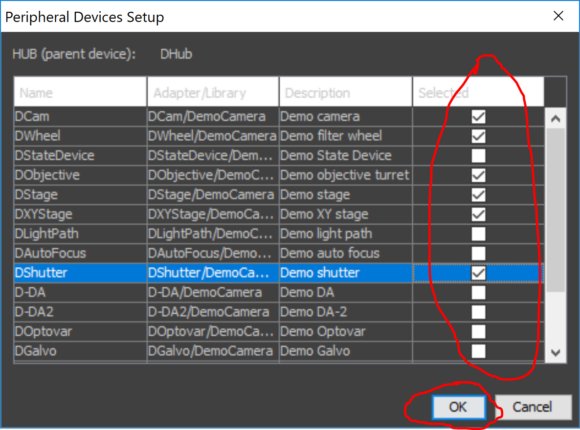 Peripheral Devices Setup
HUB (parent device): DHub
Name Adapter/Library Description Selected
DCam DCam/DemoCamera Demo camera
DWheel DWheel/DemoCamera Demo filter wheel
DStateDevice DStateDevice/Dem... Demo State Device
DObjective DObjective/DemoC... Demo objective turret
DStage DStage/DemoCamera Demo stage
DXYStage DXYStage/DemoCa... Demo XY stage
DLightPath DLightPath/DemoC... Demo light path
DAutoFocus DAutoFocus/Demo... Demo auto focus
DShutter DShutter/DemoCa... Demo shutter
D-DA D-DA/DemoCamera Demo DA
D-DA2 D-DA2/DemoCamera Demo DA-2
DOptovar DOptovar/DemoCa... Demo Optovar
DGalvo DGalvo/DemoCamera Demo Galvo
OK Cancel